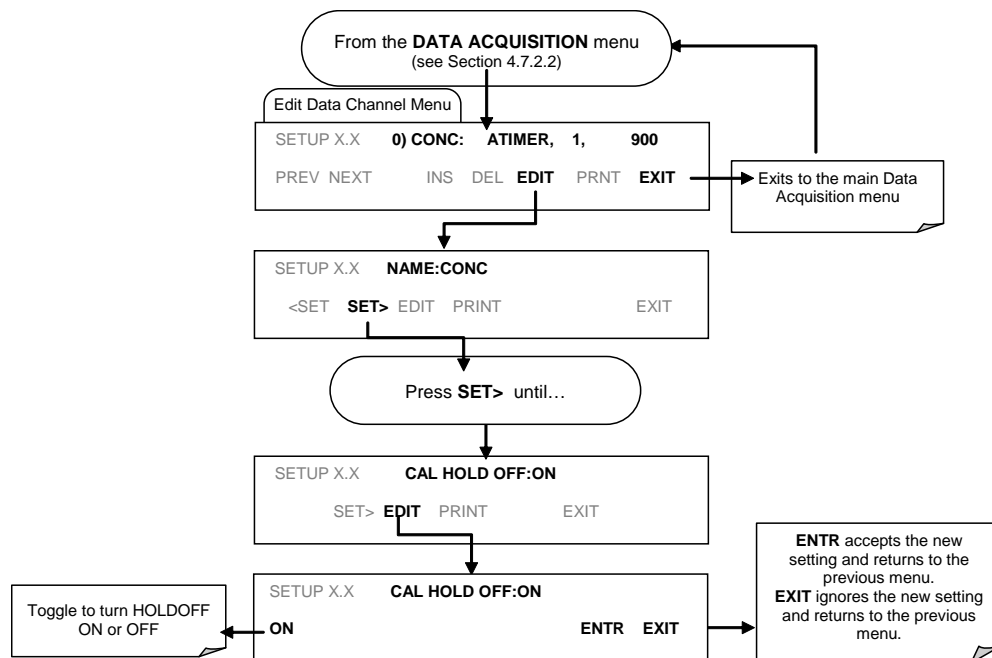 From the DATA ACQUISITION menu
(see Section 4.7.2.2)
Edit Data Channel Menu
SETUP X.X 0) CONC: ATIMER, 1, 900
PREV NEXT INS DEL EDIT PRNT EXIT
Exits to the main Data
Acquisition menu
SETUP X.X NAME:CONC
<SET SET> EDIT PRINT EXIT
Press SET> until…
SETUP X.X CAL HOLD OFF:ON
SET> EDIT PRINT EXIT
SETUP X.X CAL HOLD OFF:ON
ON ENTR EXIT
Toggle to turn HOLDOFF
ON or OFF
ENTR accepts the new
setting and returns to the
previous menu.
EXIT ignores the new setting
and returns to the previous
menu.